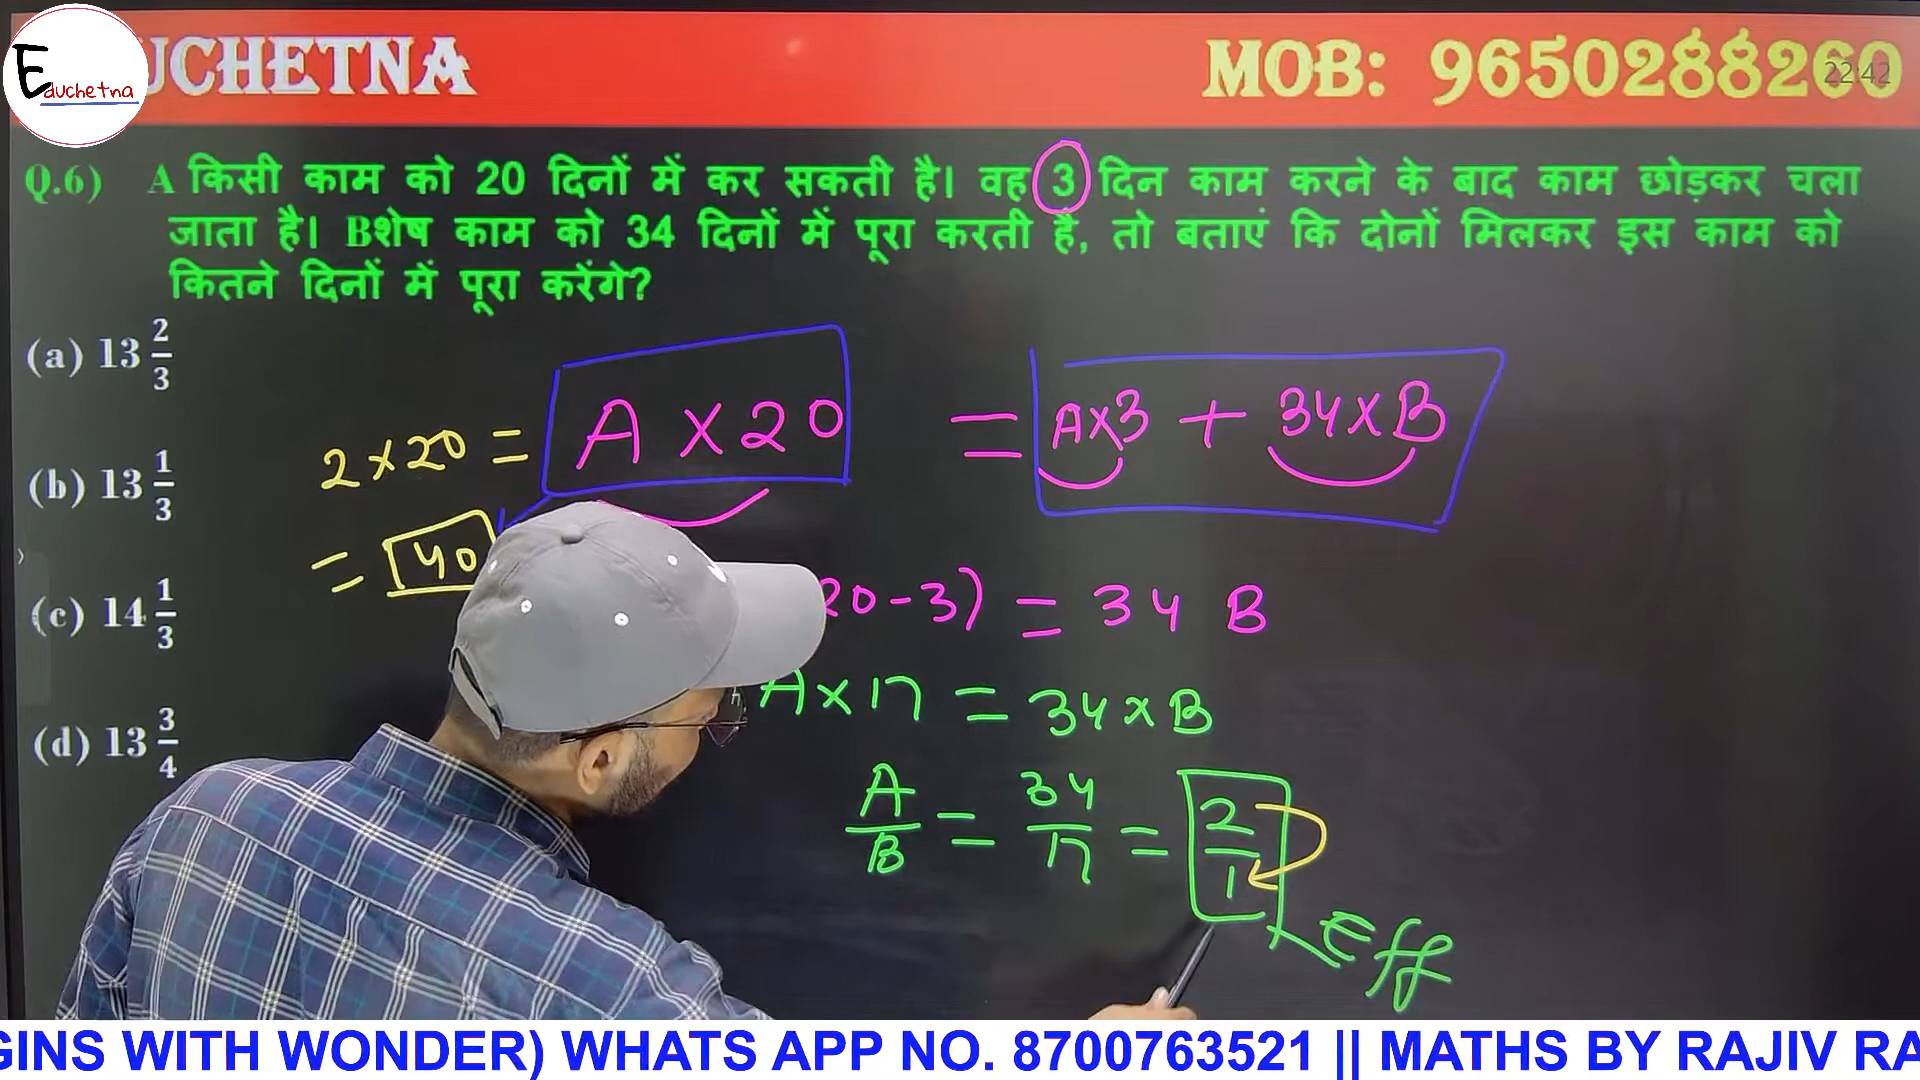 Educhetna
UCHETNA
MOB: 9650288260
22:42
Q.6) A किसी काम को 20 दिनों में कर सकती है। वह 3 दिन काम करने के बाद काम छोड़कर चला
जाता है। Bशेष काम को 34 दिनों में पूरा करती है, तो बताएं कि दोनों मिलकर इस काम को
कितने दिनों में पूरा करेंगे?
(a) 13 2/3
(b) 13 1/3
(c) 14 1/3
(d) 13 3/4
2 × 20 = A × 20 = A×3 + 34×B
= 40
20-3) = 34 B
A × 17 = 34 × B
A/B = 34/17 = 2/1
Eff
GINS WITH WONDER) WHATS APP NO. 8700763521 || MATHS BY RAJIV RA